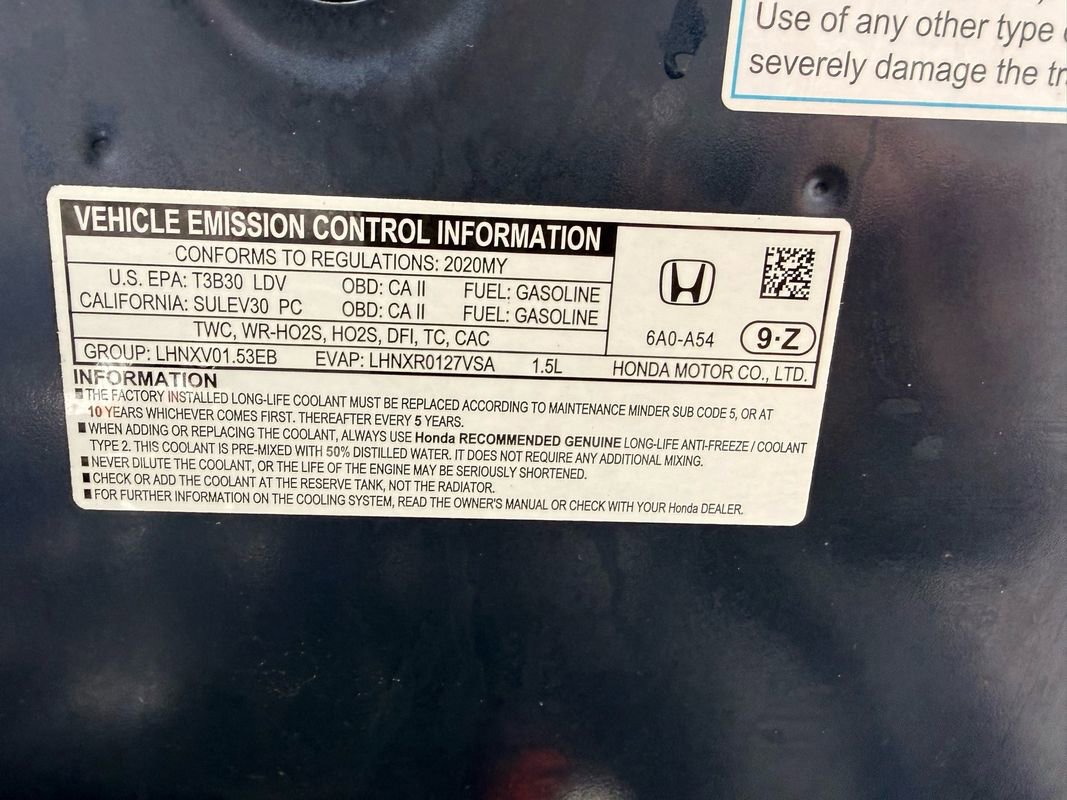 Use of any other type
severely damage the
VEHICLE EMISSION CONTROL INFORMATION
CONFORMS TO REGULATIONS: 2020MY
U.S. EPA: T3B30 LDV OBD: CA II FUEL: GASOLINE
CALIFORNIA: SULEV30 PC OBD: CA II FUEL: GASOLINE
TWC, WR-HO2S, HO2S, DFI, TC, CAC
6A0-A54 9·Z
GROUP: LHNXV01.53EB EVAP: LHNXR0127VSA 1.5L HONDA MOTOR CO., LTD.
INFORMATION
■ THE FACTORY INSTALLED LONG-LIFE COOLANT MUST BE REPLACED ACCORDING TO MAINTENANCE MINDER SUB CODE 5, OR AT
10 YEARS WHICHEVER COMES FIRST. THEREAFTER EVERY 5 YEARS.
■ WHEN ADDING OR REPLACING THE COOLANT, ALWAYS USE Honda RECOMMENDED GENUINE LONG-LIFE ANTI-FREEZE / COOLANT
TYPE 2. THIS COOLANT IS PRE-MIXED WITH 50% DISTILLED WATER. IT DOES NOT REQUIRE ANY ADDITIONAL MIXING.
■ NEVER DILUTE THE COOLANT, OR THE LIFE OF THE ENGINE MAY BE SERIOUSLY SHORTENED.
■ CHECK OR ADD THE COOLANT AT THE RESERVE TANK, NOT THE RADIATOR.
■ FOR FURTHER INFORMATION ON THE COOLING SYSTEM, READ THE OWNER'S MANUAL OR CHECK WITH YOUR Honda DEALER.